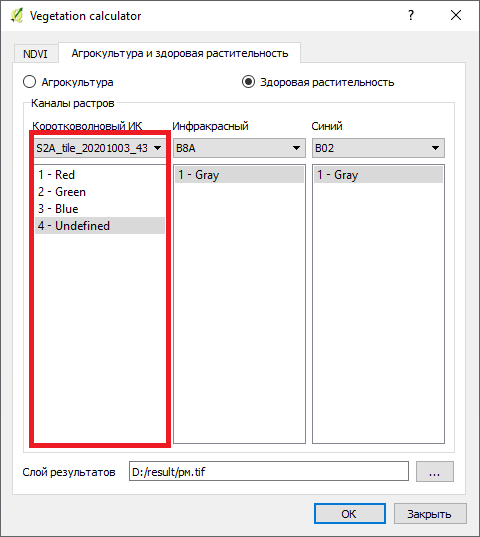 Vegetation calculator
NDVI Агрокультура и здоровая растительность
Агрокультура Здоровая растительность
Каналы растров
Коротковолновый ИК Инфракрасный Синий
S2A_tile_20201003_43 B8A B02
1 - Red 1 - Gray 1 - Gray
2 - Green
3 - Blue
4 - Undefined
Слой результатов D:/result/рм.tif ...
ОК Закрыть